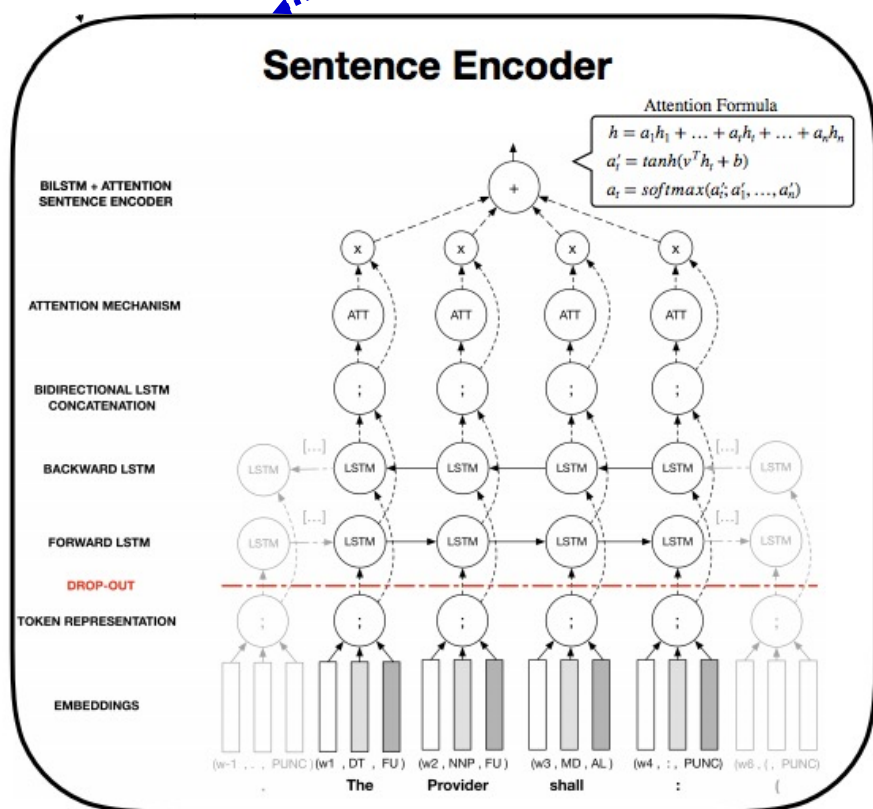 Sentence Encoder
Attention Formula
h = a₁h₁ + … + aₜhₜ + … + aₙhₙ
a′ₜ = tanh(vᵀhₜ + b)
aₜ = softmax(a′ₜ; a′₁, …, a′ₙ)
BILSTM + ATTENTION
SENTENCE ENCODER
+
x x x x
ATTENTION MECHANISM
ATT ATT ATT ATT
BIDIRECTIONAL LSTM
CONCATENATION
; ; ; ;
[...] [...]
BACKWARD LSTM
LSTM LSTM LSTM LSTM LSTM LSTM
[...] [...]
FORWARD LSTM
LSTM LSTM LSTM LSTM LSTM LSTM
DROP-OUT
TOKEN REPRESENTATION
; ; ; ; ; ;
EMBEDDINGS
(w-1 , . , PUNC) (w1 , DT , FU ) (w2 , NNP , FU ) (w3 , MD , AL ) (w4 , : , PUNC) (w6 , ( , PUNC)
. The Provider shall : (